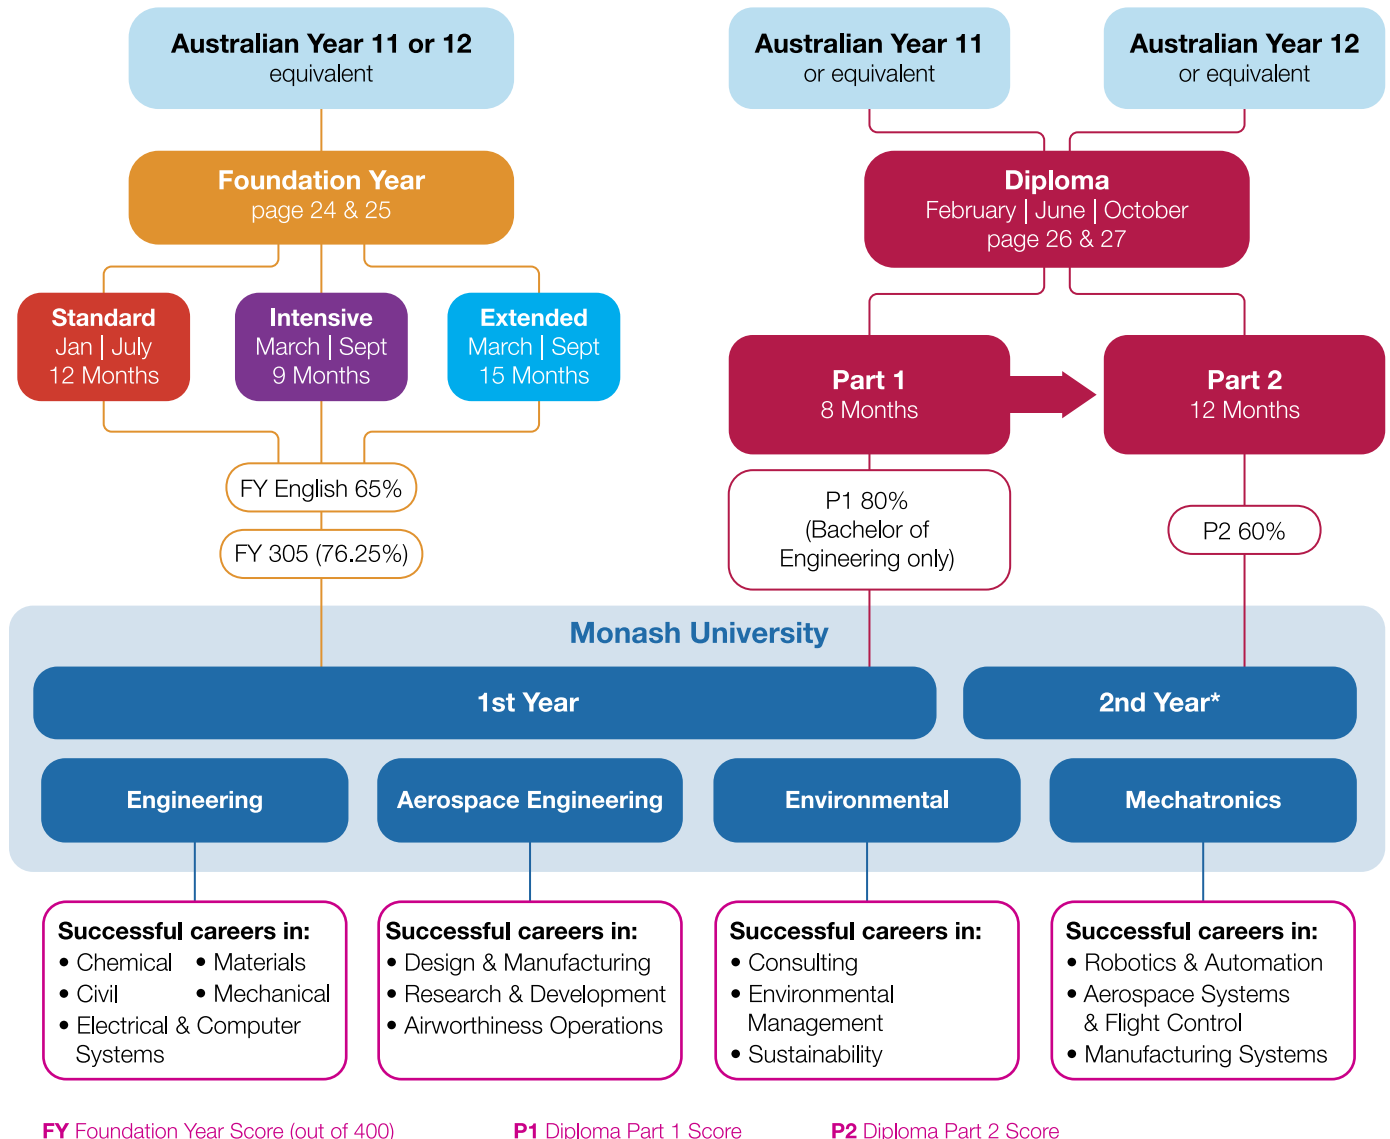 Australian Year 11 or 12
equivalent
Australian Year 11
or equivalent
Australian Year 12
or equivalent
Foundation Year
page 24 & 25
Diploma
February | June | October
page 26 & 27
Standard
Jan | July
12 Months
Intensive
March | Sept
9 Months
Extended
March | Sept
15 Months
Part 1
8 Months
Part 2
12 Months
FY English 65%
FY 305 (76.25%)
P1 80%
(Bachelor of
Engineering only)
P2 60%
Monash University
1st Year
2nd Year*
Engineering
Aerospace Engineering
Environmental
Mechatronics
Successful careers in:
• Chemical • Materials
• Civil • Mechanical
• Electrical & Computer
Systems
Successful careers in:
• Design & Manufacturing
• Research & Development
• Airworthiness Operations
Successful careers in:
• Consulting
• Environmental
Management
• Sustainability
Successful careers in:
• Robotics & Automation
• Aerospace Systems
& Flight Control
• Manufacturing Systems
FY Foundation Year Score (out of 400)
P1 Diploma Part 1 Score
P2 Diploma Part 2 Score